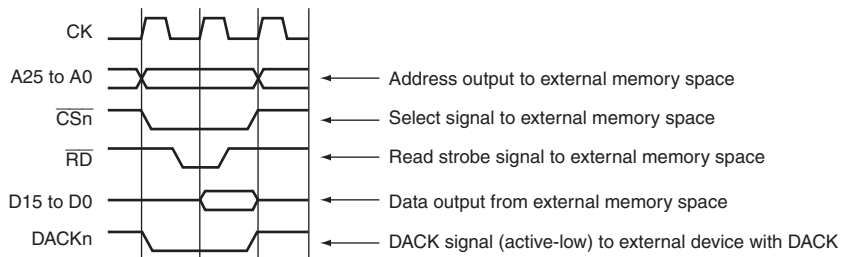 CK
A25 to A0 Address output to external memory space
CSn Select signal to external memory space
RD Read strobe signal to external memory space
D15 to D0 Data output from external memory space
DACKn DACK signal (active-low) to external device with DACK